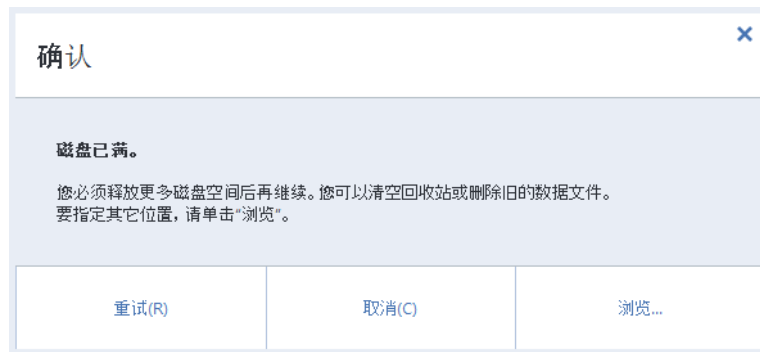 确认
磁盘已满。
您必须释放更多磁盘空间后再继续。您可以清空回收站或删除旧的数据文件。
要指定其它位置，请单击“浏览”。
重试(R)
取消(C)
浏览...